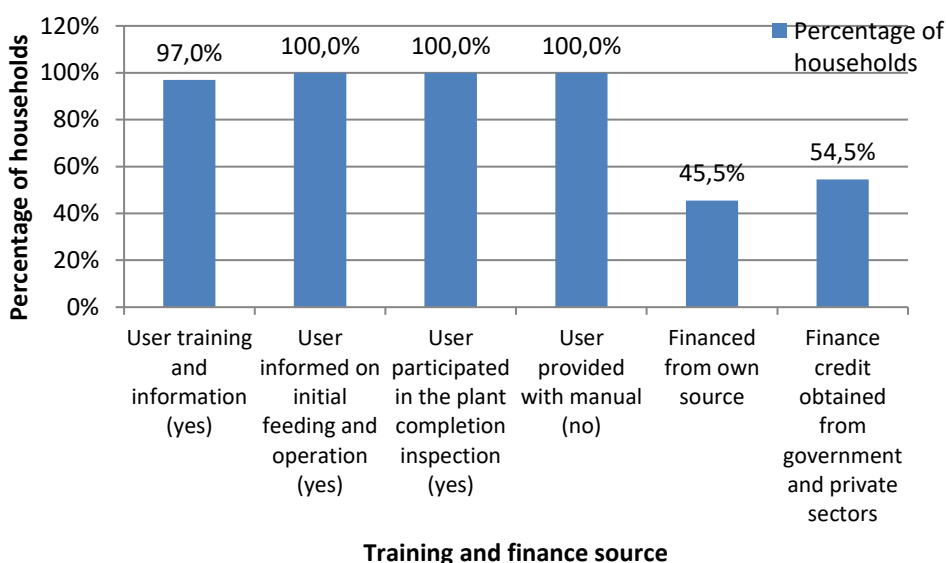 Percentage of households
120%
100%
80%
60%
40%
20%
0%
97,0%
100,0%
100,0%
100,0%
45,5%
54,5%
Percentage of
households
User training
and
information
(yes)
User
informed on
initial
feeding and
operation
(yes)
User
participated
in the plant
completion
inspection
(yes)
User
provided
with manual
(no)
Financed
from own
source
Finance
credit
obtained
from
government
and private
sectors
Training and finance source